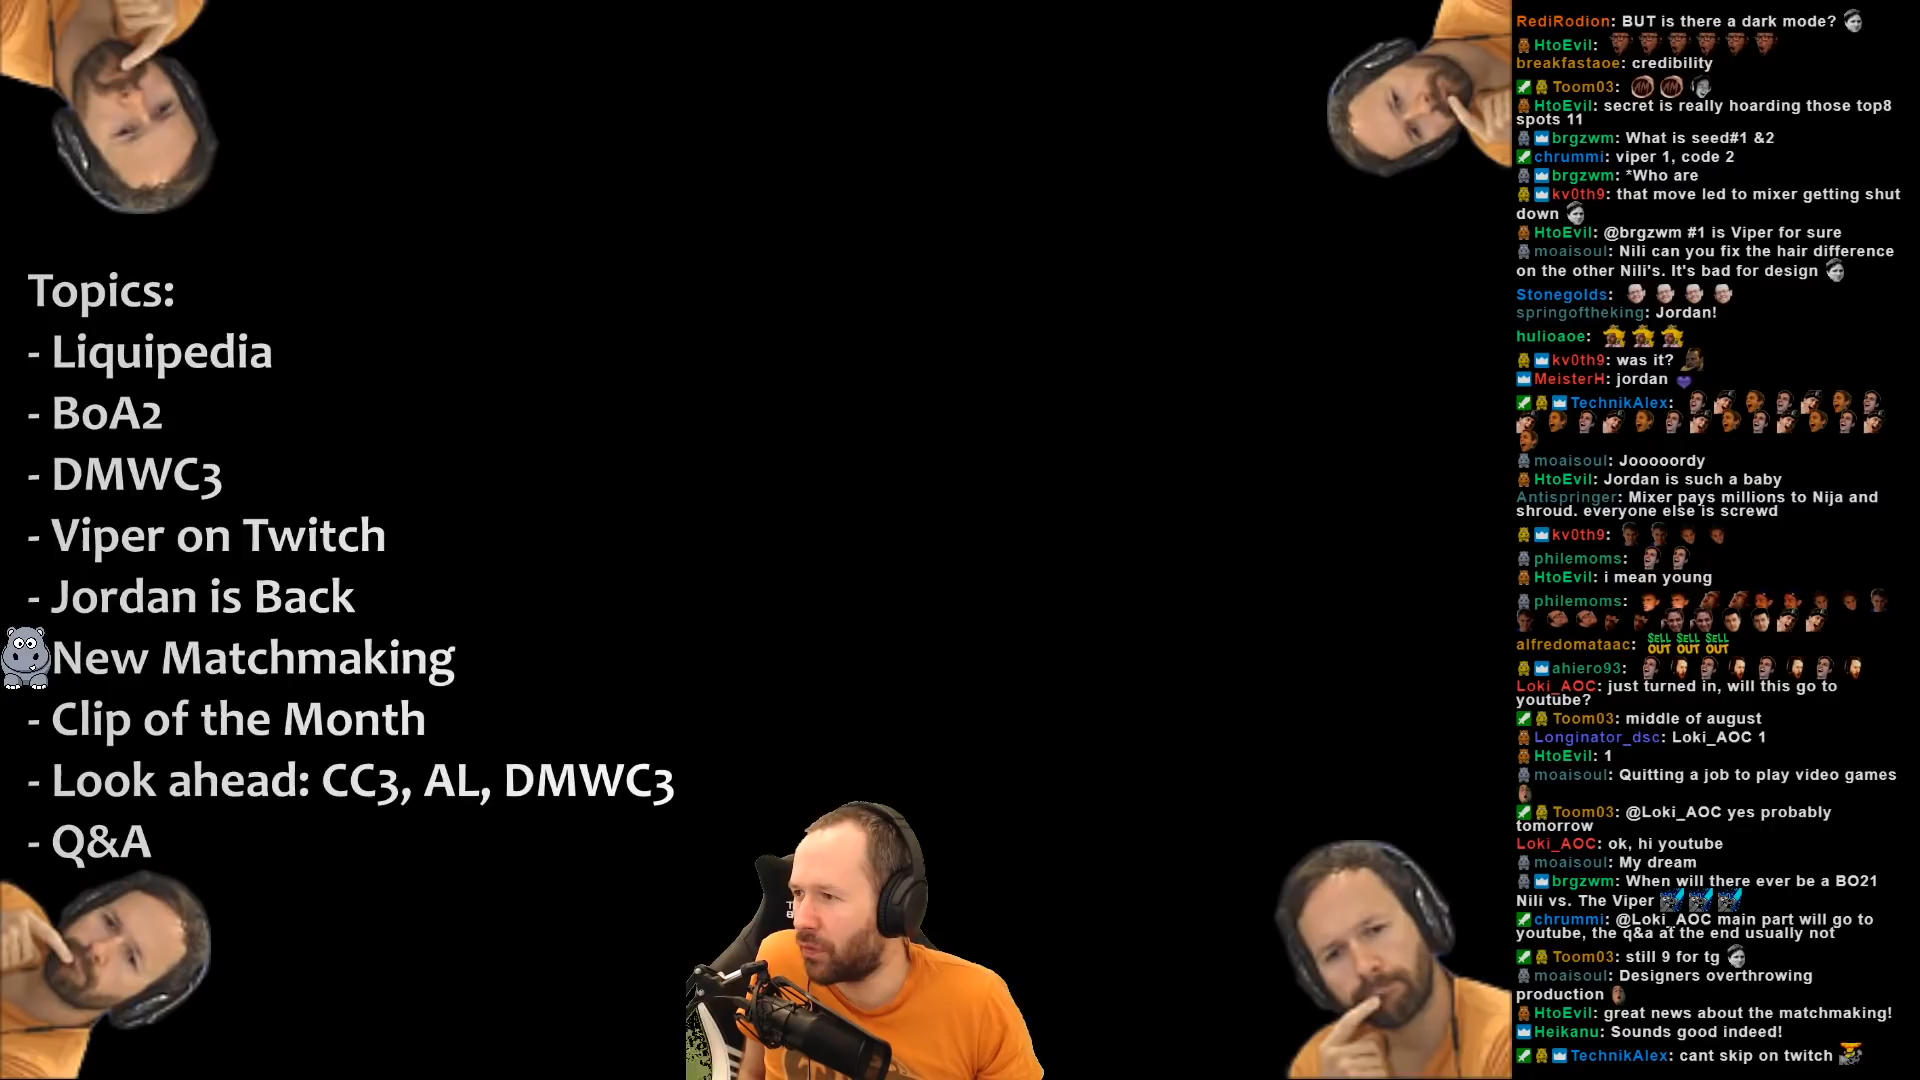 Topics:
- Liquipedia
- BoA2
- DMWC3
- Viper on Twitch
- Jordan is Back
New Matchmaking
- Clip of the Month
- Look ahead: CC3, AL, DMWC3
- Q&A
RediRodion: BUT is there a dark mode?
HtoEvil:
breakfastaoe: credibility
Toom03:
HtoEvil: secret is really hoarding those top8
spots 11
brgzwm: What is seed#1 &2
chrummi: viper 1, code 2
brgzwm: *Who are
kv0th9: that move led to mixer getting shut
down
HtoEvil: @brgzwm #1 is Viper for sure
moaisoul: Nili can you fix the hair difference
on the other Nili's. It's bad for design
Stonegolds:
springoftheking: Jordan!
hulioaoe:
kv0th9: was it?
MeisterH: jordan
TechnikAlex:
moaisoul: Jooooordy
HtoEvil: Jordan is such a baby
Antispringer: Mixer pays millions to Nija and
shroud. everyone else is screwd
kv0th9:
philemoms:
HtoEvil: i mean young
philemoms:
alfredomataac: SELL OUT SELL OUT SELL OUT
ahiero93:
Loki_AOC: just turned in, will this go to
youtube?
Toom03: middle of august
Longinator_dsc: Loki_AOC 1
HtoEvil: 1
moaisoul: Quitting a job to play video games
Toom03: @Loki_AOC yes probably
tomorrow
Loki_AOC: ok, hi youtube
moaisoul: My dream
brgzwm: When will there ever be a BO21
Nili vs. The Viper
chrummi: @Loki_AOC main part will go to
youtube, the q&a at the end usually not
Toom03: still 9 for tg
moaisoul: Designers overthrowing
production
HtoEvil: great news about the matchmaking!
Heikanu: Sounds good indeed!
TechnikAlex: cant skip on twitch